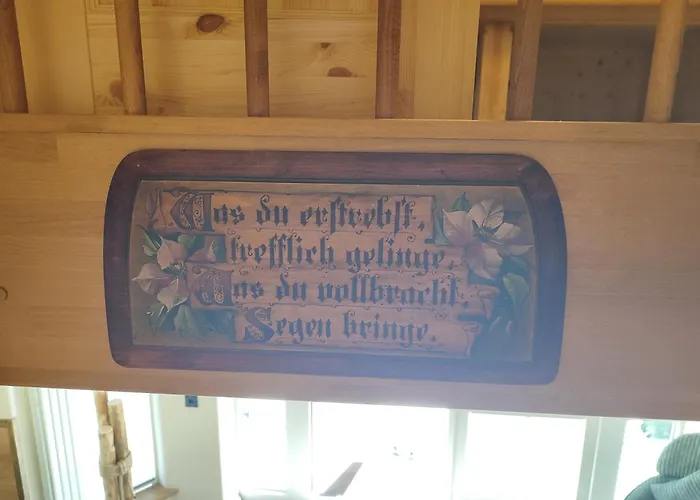 Was du erstrebst,
trefflich gelinge,
Was du vollbracht,
Segen bringe.